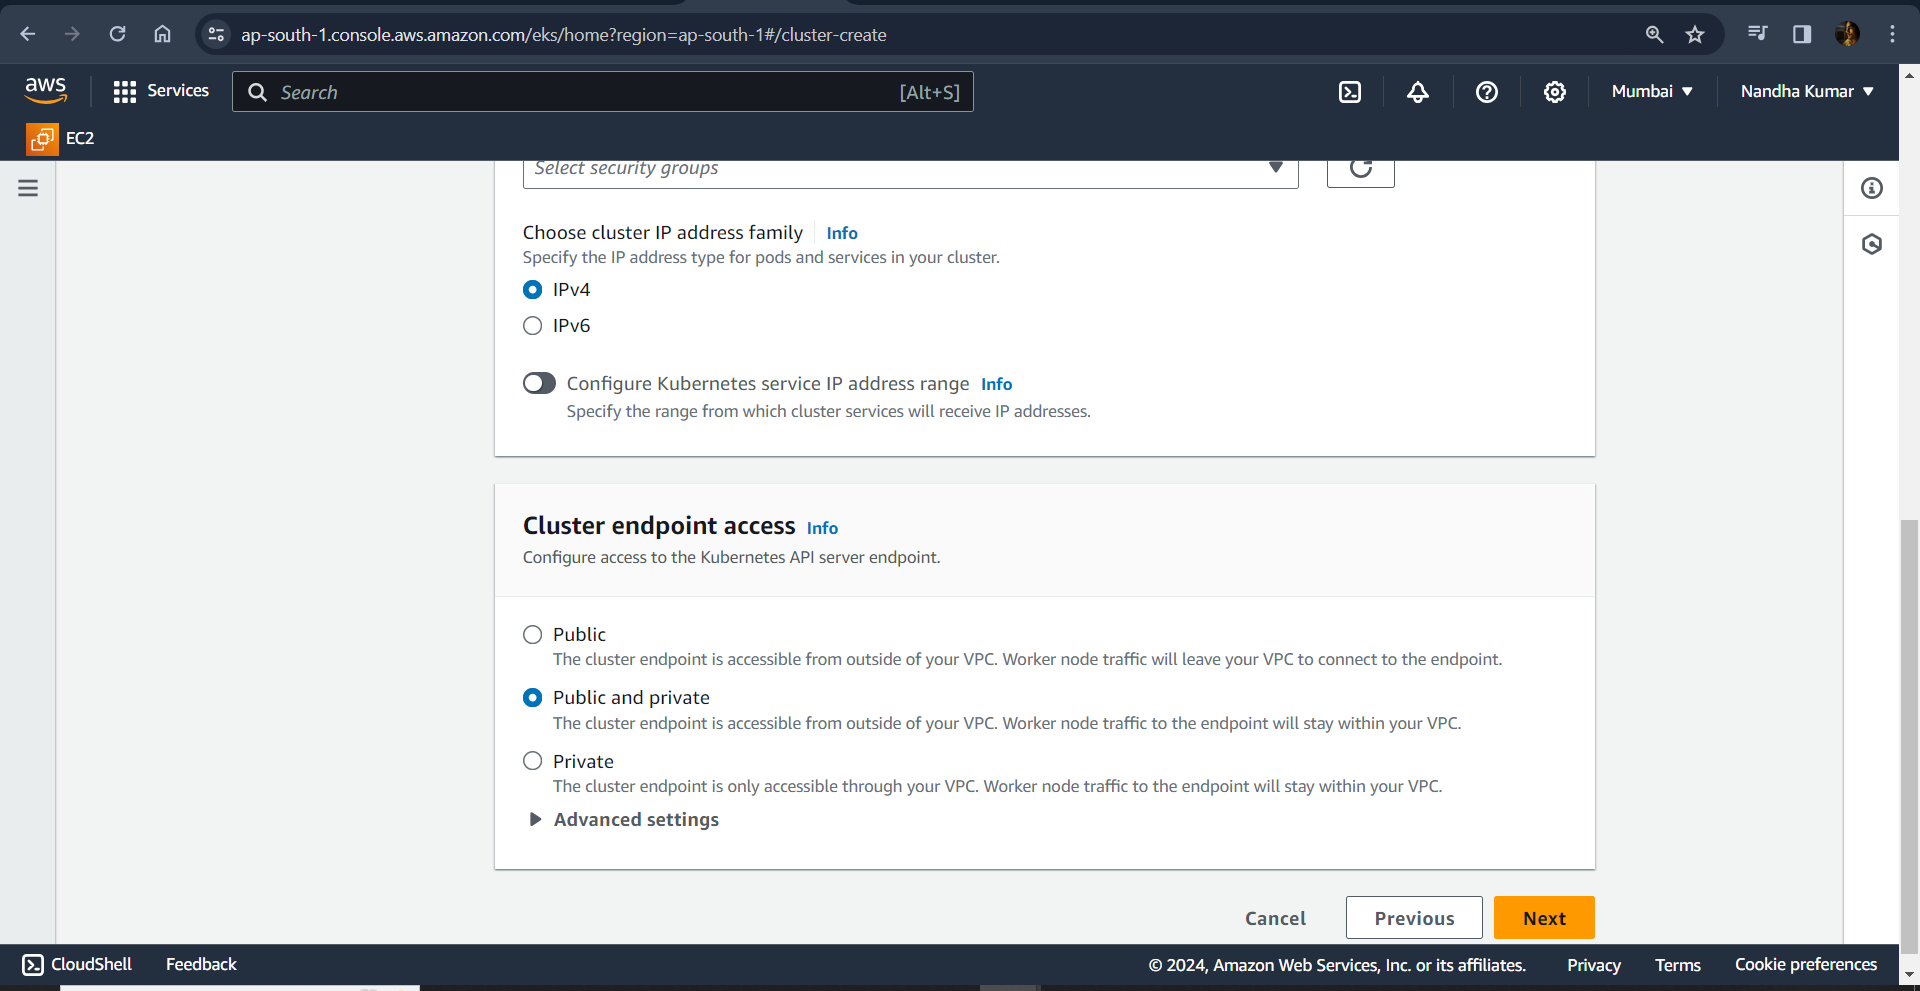 ap-south-1.console.aws.amazon.com/eks/home?region=ap-south-1#/cluster-create
aws
Services
Search
[Alt+S]
Mumbai
Nandha Kumar
EC2
Select security groups
Choose cluster IP address family
Info
Specify the IP address type for pods and services in your cluster.
IPv4
IPv6
Configure Kubernetes service IP address range Info
Specify the range from which cluster services will receive IP addresses.
Cluster endpoint access Info
Configure access to the Kubernetes API server endpoint.
Public
The cluster endpoint is accessible from outside of your VPC. Worker node traffic will leave your VPC to connect to the endpoint.
Public and private
The cluster endpoint is accessible from outside of your VPC. Worker node traffic to the endpoint will stay within your VPC.
Private
The cluster endpoint is only accessible through your VPC. Worker node traffic to the endpoint will stay within your VPC.
Advanced settings
Cancel
Previous
Next
CloudShell
Feedback
© 2024, Amazon Web Services, Inc. or its affiliates.
Privacy
Terms
Cookie preferences